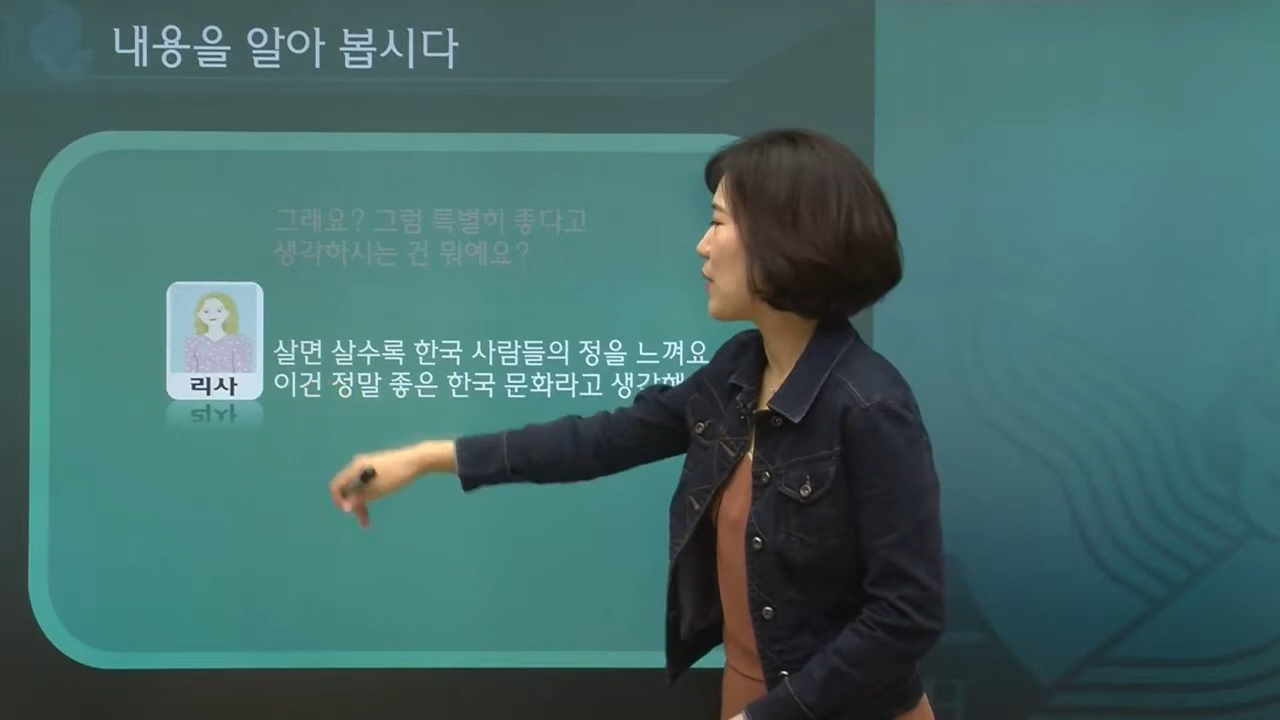 내용을 알아 봅시다
그래요? 그럼 특별히 좋다고
생각하시는 건 뭐예요?
살면 살수록 한국 사람들의 정을 느껴요
이건 정말 좋은 한국 문화라고
리사